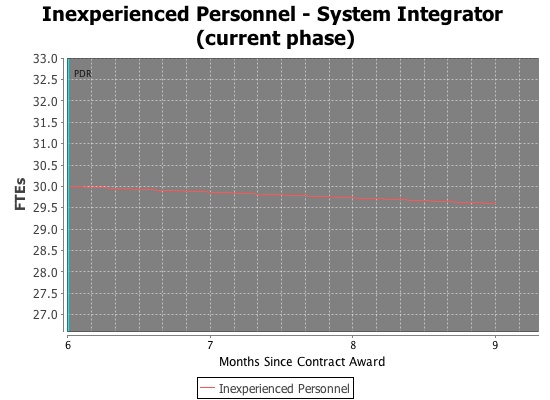 Inexperienced Personnel - System Integrator
(current phase)
33.0
32.5
32.0
31.5
31.0
30.5
30.0
29.5
29.0
28.5
28.0
27.5
27.0
FTEs
PDR
6 7 8 9
Months Since Contract Award
Inexperienced Personnel